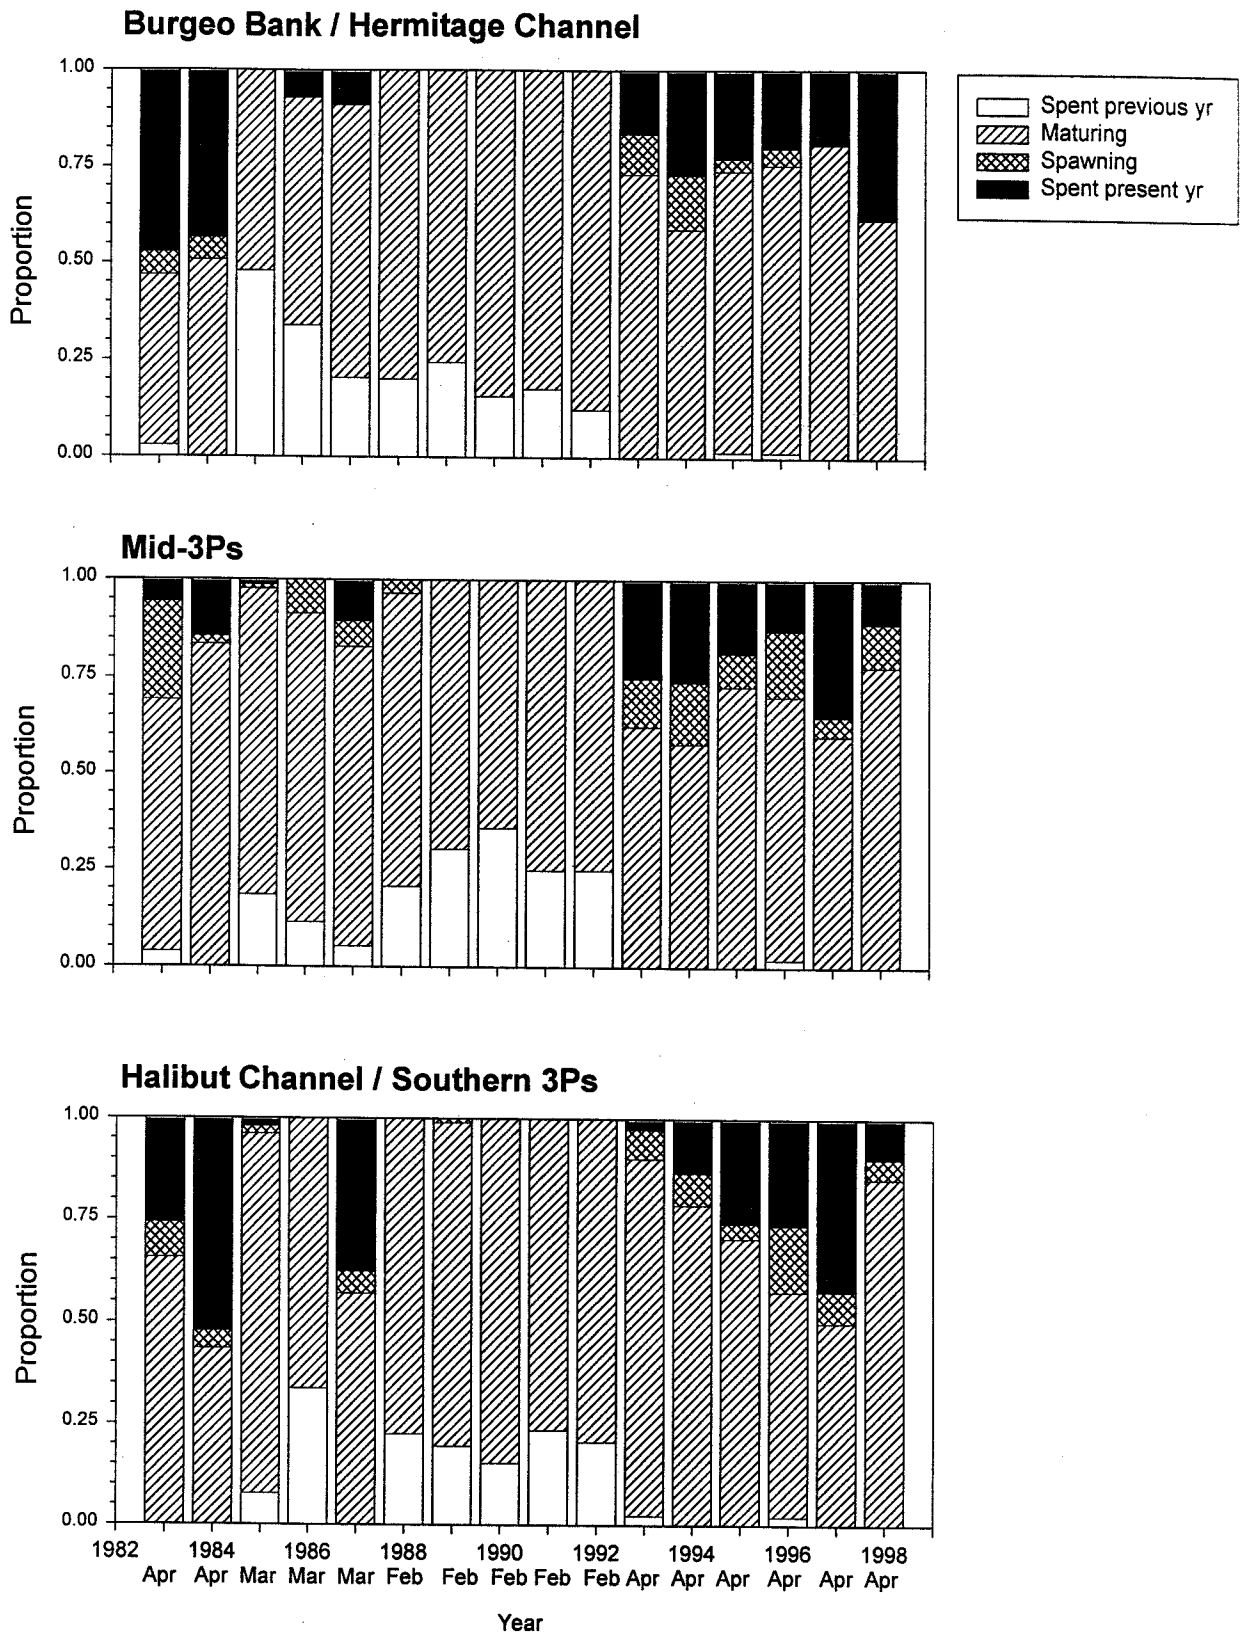 Burgeo Bank / Hermitage Channel
1.00
0.75
0.50
0.25
0.00
Proportion
Spent previous yr
Maturing
Spawning
Spent present yr
Mid-3Ps
1.00
0.75
0.50
0.25
0.00
Proportion
Halibut Channel / Southern 3Ps
1.00
0.75
0.50
0.25
0.00
Proportion
1982 1984 1986 1988 1990 1992 1994 1996 1998
Apr Apr Mar Mar Mar Feb Feb Feb Feb Feb Apr Apr Apr Apr Apr Apr
Year